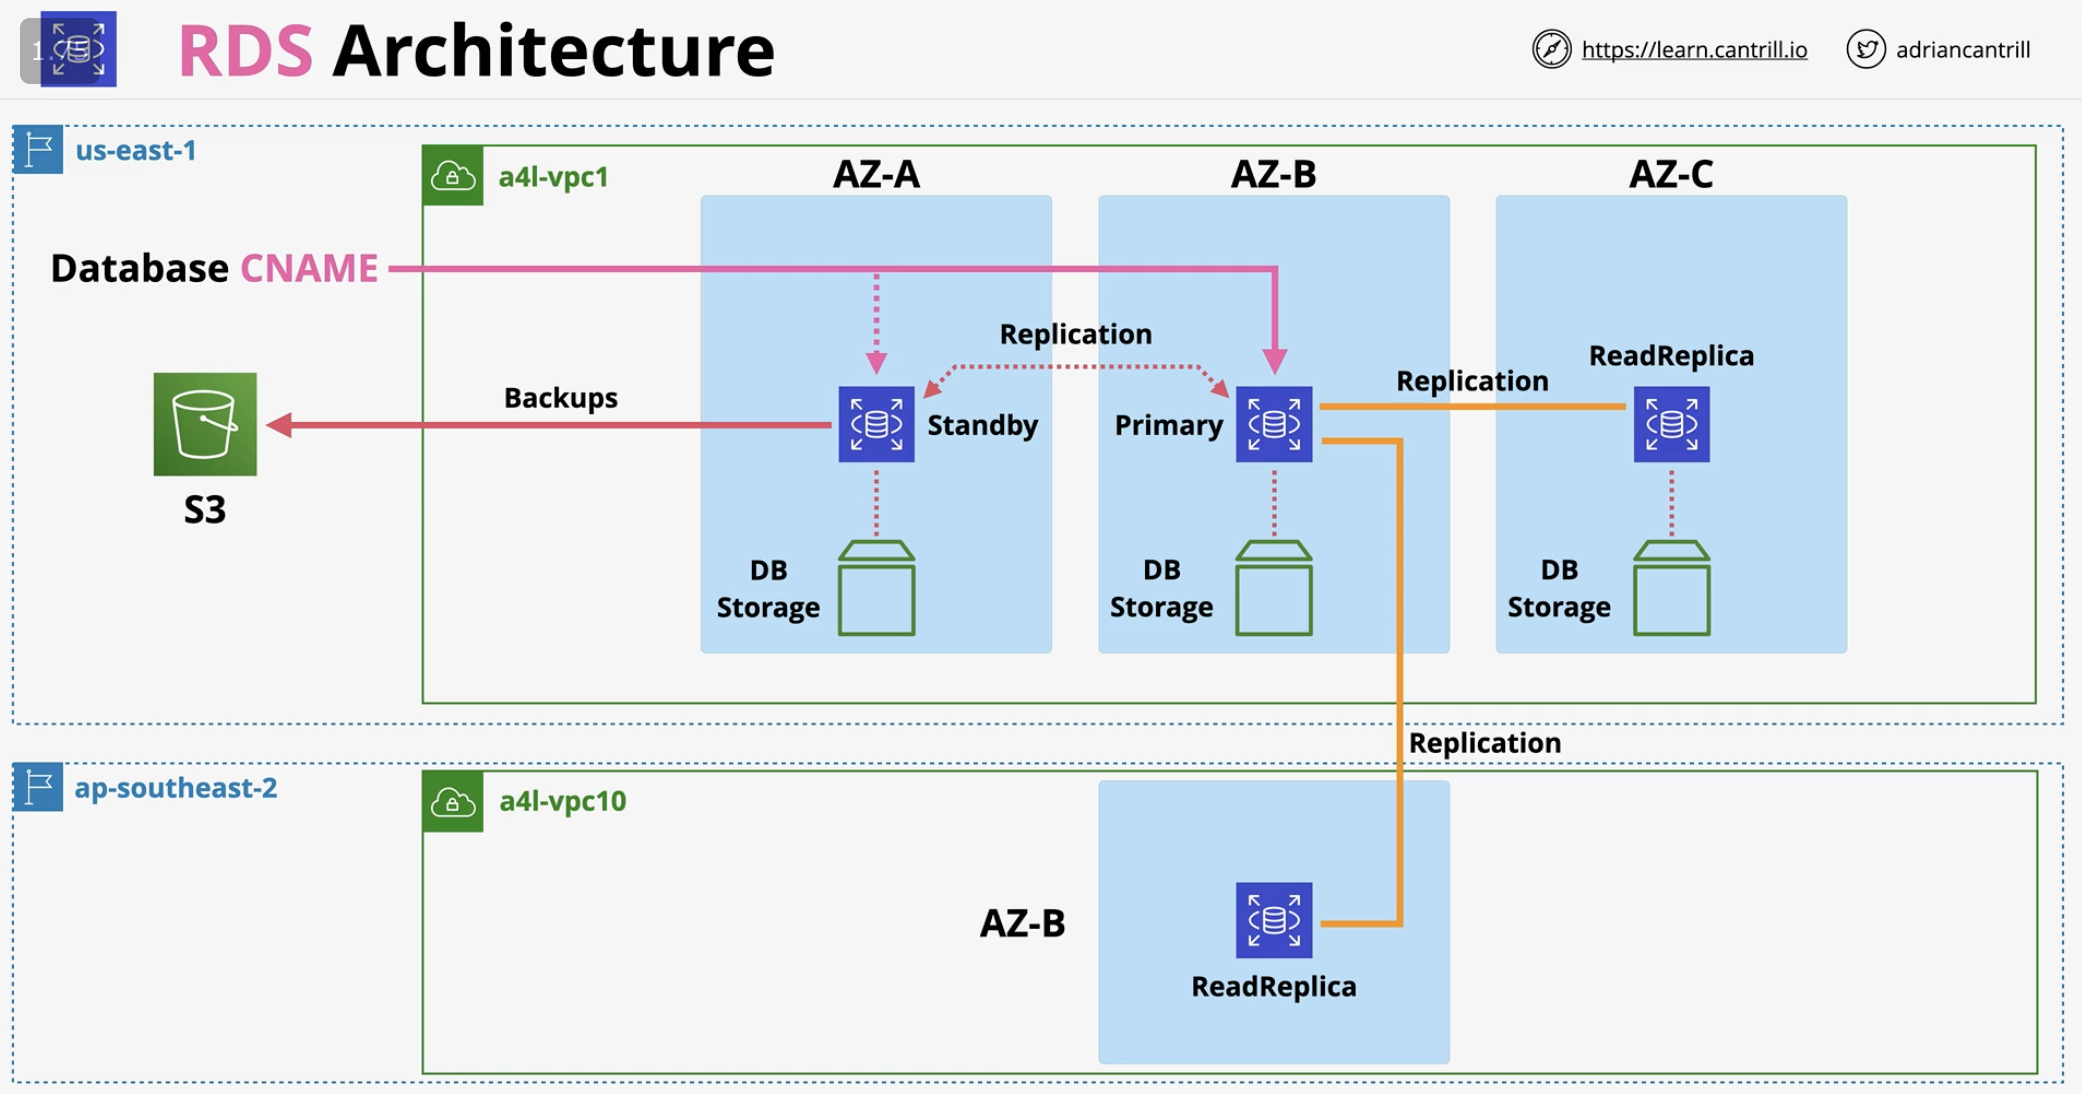 RDS Architecture
https://learn.cantrill.io
adriancantrill
us-east-1
a4l-vpc1
AZ-A
AZ-B
AZ-C
Database CNAME
Replication
ReadReplica
Replication
Backups
Standby
Primary
S3
DB
Storage
DB
Storage
DB
Storage
Replication
ap-southeast-2
a4l-vpc10
AZ-B
ReadReplica